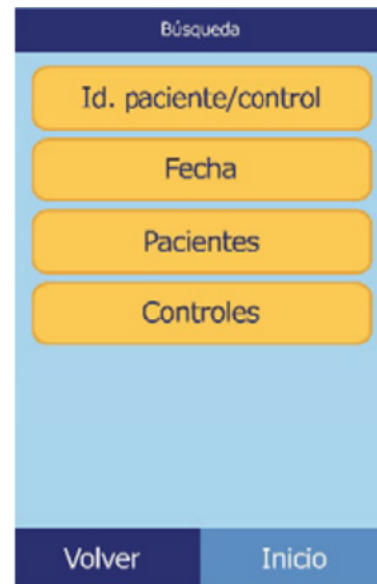 Búsqueda
Id. paciente/control
Fecha
Pacientes
Controles
Volver
Inicio